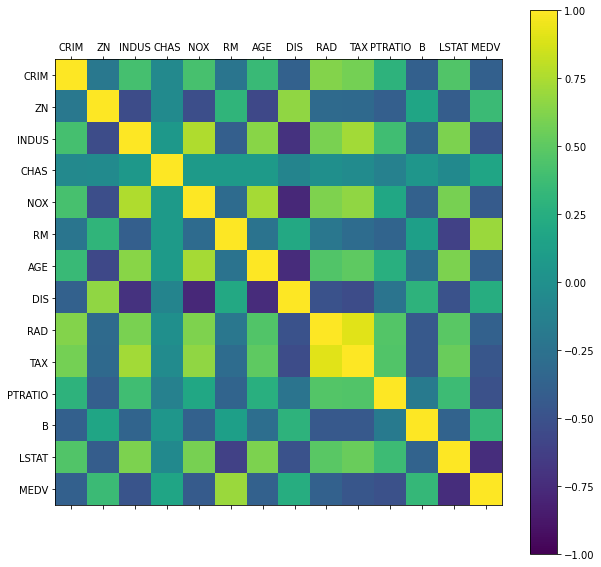 CRIM ZN INDUS CHAS NOX RM AGE DIS RAD TAX PTRATIO B LSTAT MEDV
CRIM
ZN
INDUS
CHAS
NOX
RM
AGE
DIS
RAD
TAX
PTRATIO
B
LSTAT
MEDV
1.00
0.75
0.50
0.25
0.00
−0.25
−0.50
−0.75
−1.00